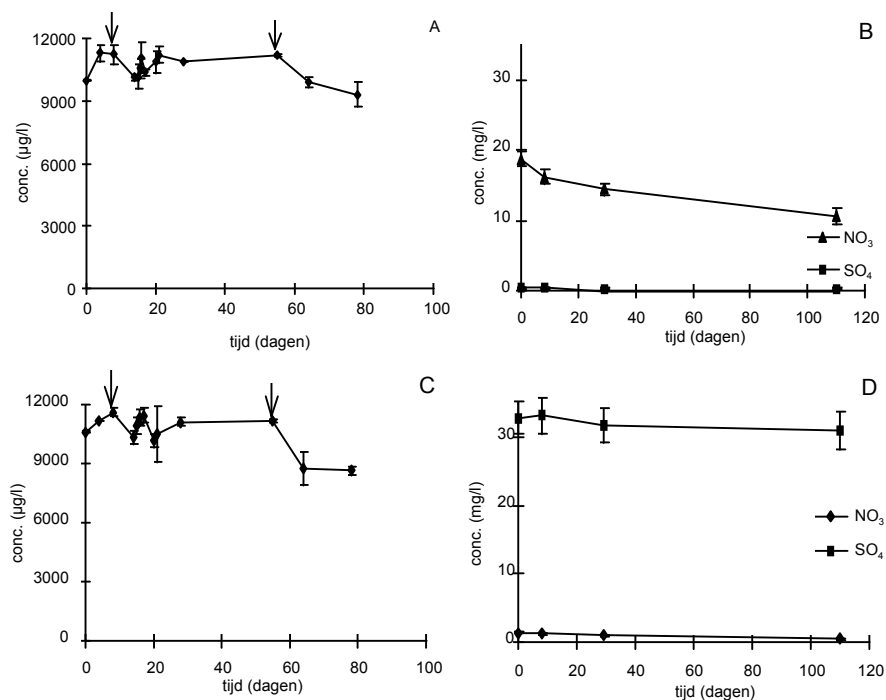 A
12000
9000
6000
3000
0
conc. (µg/l)
0 20 40 60 80 100
tijd (dagen)
B
30
20
10
0
conc. (mg/l)
NO₃
SO₄
0 20 40 60 80 100 120
tijd (dagen)
C
12000
9000
6000
3000
0
conc. (µg/l)
0 20 40 60 80 100
tijd (dagen)
D
30
20
10
0
conc. (mg/l)
NO₃
SO₄
0 20 40 60 80 100 120
tijd (dagen)